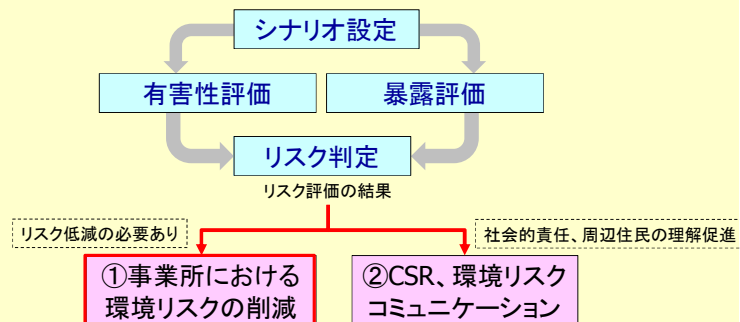 シナリオ設定
有害性評価
暴露評価
リスク判定
リスク評価の結果
リスク低減の必要あり
社会的責任、周辺住民の理解促進
①事業所における
環境リスクの削減
②CSR、環境リスク
コミュニケーション